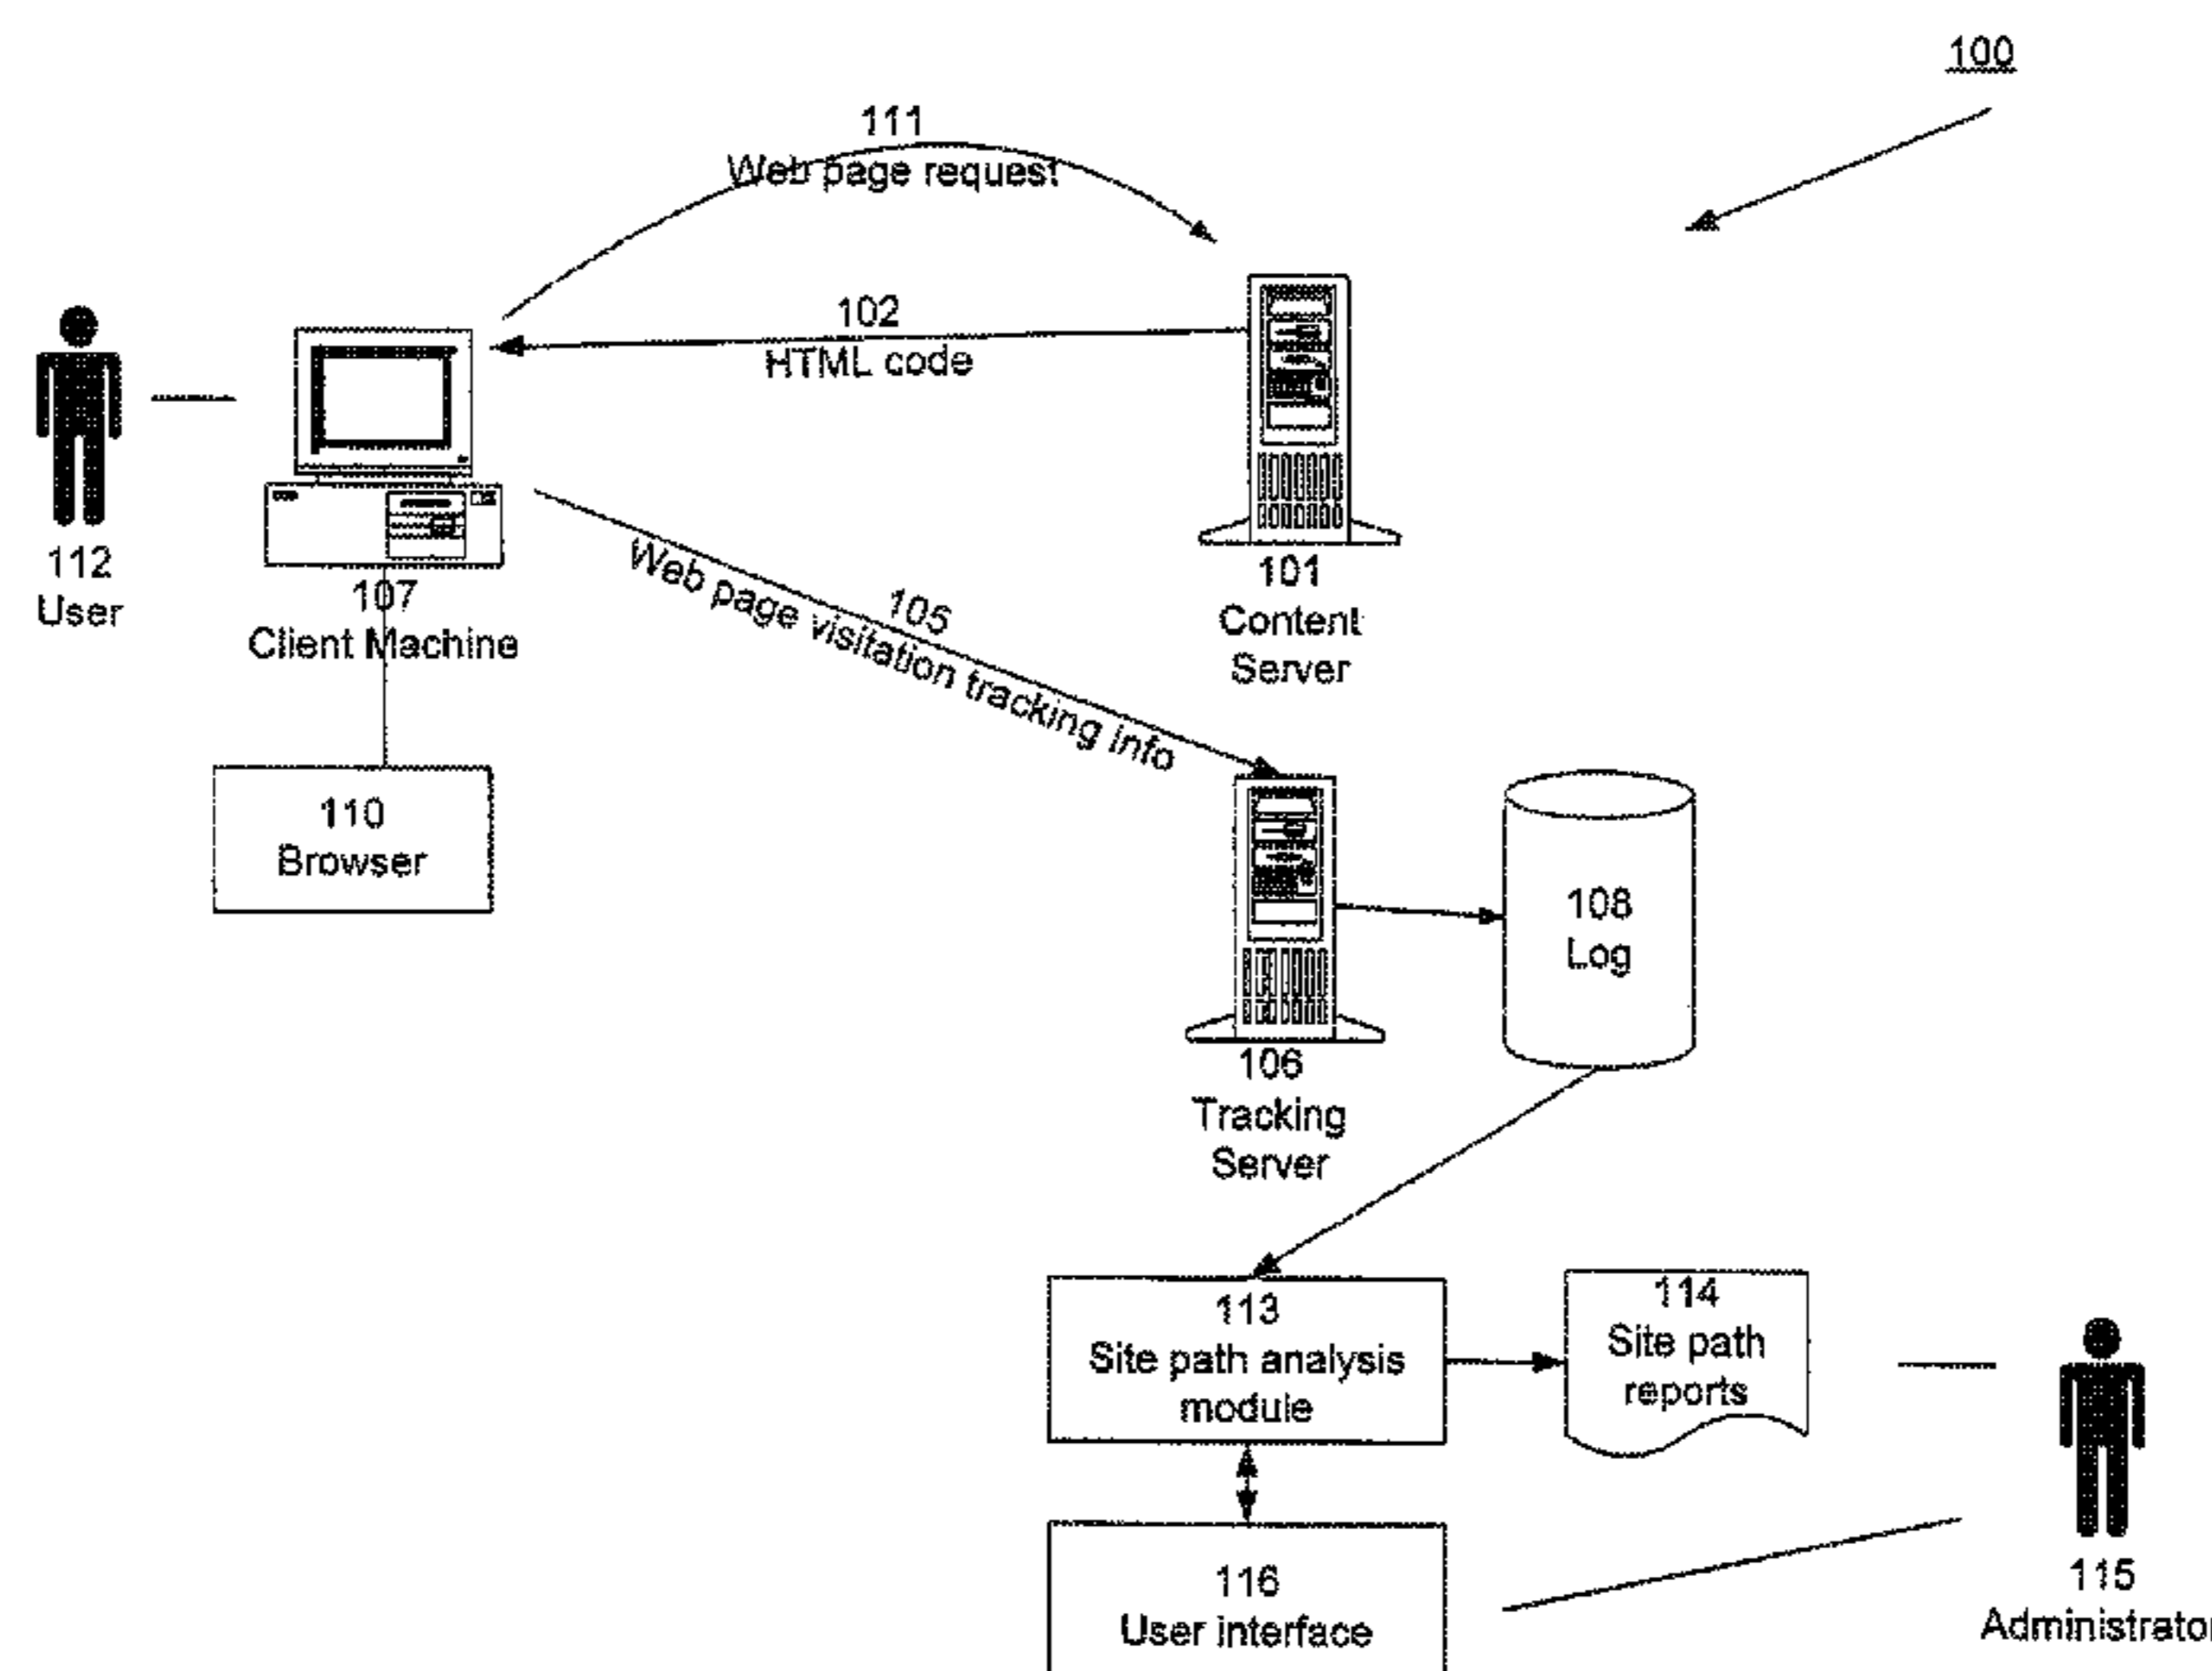 100
111
Web page request
102
HTML code
112
User
107
Client Machine
101
Content
Server
105
Web page visitation tracking info
110
Browser
108
Log
106
Tracking
Server
113
Site path analysis
module
114
Site path
reports
116
User interface
115
Administrator